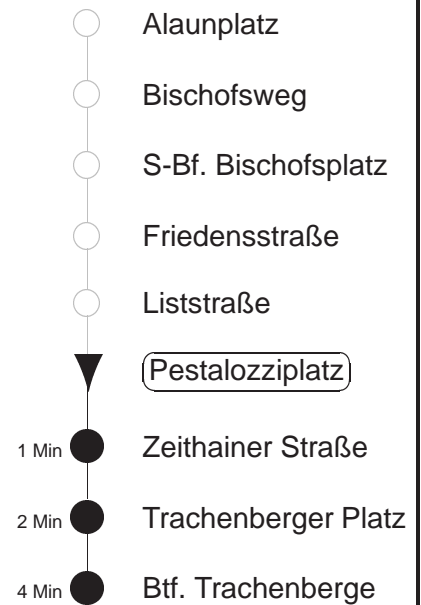 Alaunplatz
Bischofsweg
S-Bf. Bischofsplatz
Friedensstraße
Liststraße
Pestalozziplatz
1 Min Zeithainer Straße
2 Min Trachenberger Platz
4 Min Btf. Trachenberge